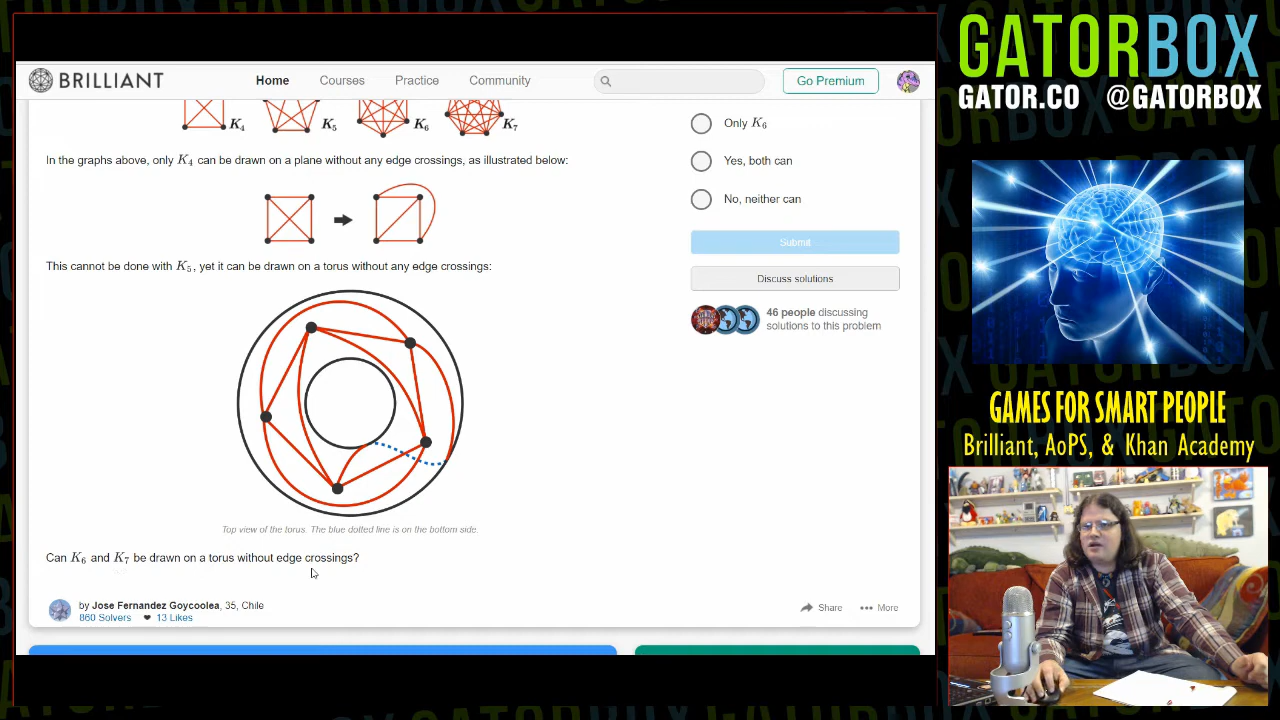 BRILLIANT
Home
Courses
Practice
Community
Go Premium
K4
K5
K6
K7
In the graphs above, only K4 can be drawn on a plane without any edge crossings, as illustrated below:
This cannot be done with K5, yet it can be drawn on a torus without any edge crossings:
Top view of the torus. The blue dotted line is on the bottom side.
Can K6 and K7 be drawn on a torus without edge crossings?
by Jose Fernandez Goycoolea, 35, Chile
860 Solvers
13 Likes
Share
More
Only K6
Yes, both can
No, neither can
Submit
Discuss solutions
46 people discussing
solutions to this problem
GATORBOX
GATOR.CO @GATORBOX
GAMES FOR SMART PEOPLE
Brilliant, AoPS, & Khan Academy